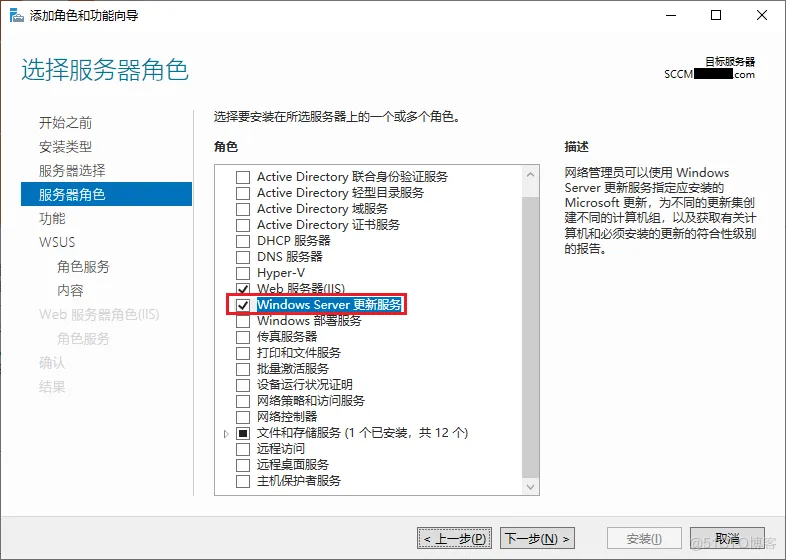 添加角色和功能向导
选择服务器角色
目标服务器
SCCM
.com
开始之前
安装类型
服务器选择
服务器角色
功能
WSUS
角色服务
内容
Web 服务器角色(IIS)
角色服务
确认
结果
选择要安装在所选服务器上的一个或多个角色。
角色
Active Directory 联合身份验证服务
Active Directory 轻型目录服务
Active Directory 域服务
Active Directory 证书服务
DHCP 服务器
DNS 服务器
Hyper-V
Web 服务器(IIS)
Windows Server 更新服务
Windows 部署服务
传真服务器
打印和文件服务
批量激活服务
设备运行状况证明
网络策略和访问服务
网络控制器
文件和存储服务 (1 个已安装，共 12 个)
远程访问
远程桌面服务
主机保护者服务
描述
网络管理员可以使用 Windows
Server 更新服务指定应安装的
Microsoft 更新，为不同的更新集创
建不同的计算机组，以及获取有关计
算机和必须安装的更新的符合性级别
的报告。
< 上一步(P)
下一步(N) >
安装(I)
取消
@51CTO博客